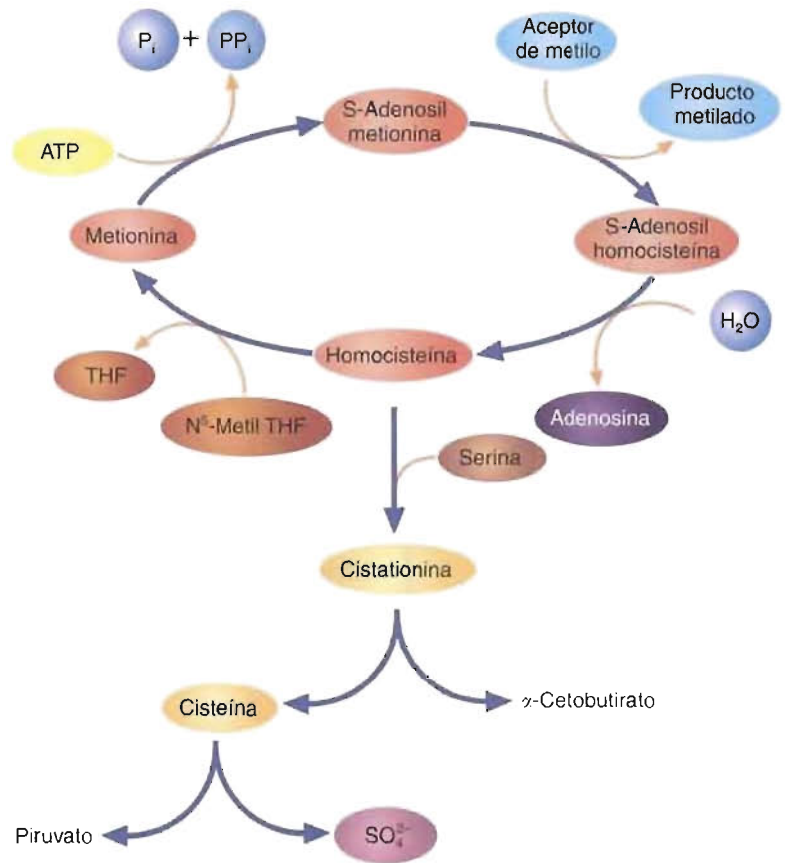 Pᵢ + PPᵢ
Aceptor
de metilo
Producto
metilado
S-Adenosil
metionina
ATP
Metionina
S-Adenosil
homocisteína
H₂O
Homocisteína
THF
N⁵-Metil THF
Adenosina
Serina
Cistationina
Cisteína
α-Cetobutirato
Piruvato
SO₄²⁻